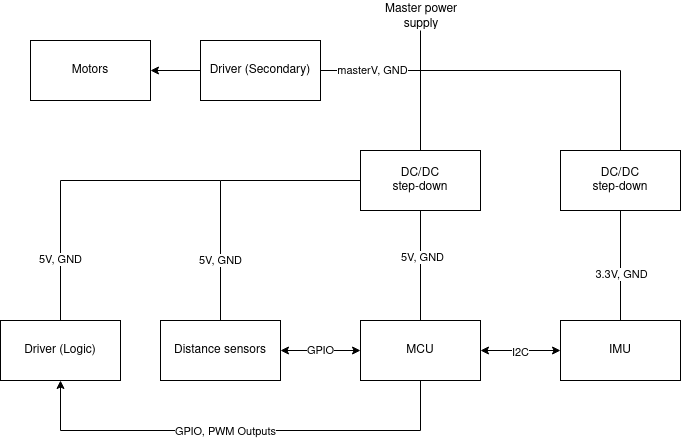 Master power
supply
Motors
Driver (Secondary)
masterV, GND
DC/DC
step-down
DC/DC
step-down
5V, GND
5V, GND
5V, GND
3.3V, GND
Driver (Logic)
Distance sensors
GPIO
MCU
I2C
IMU
GPIO, PWM Outputs